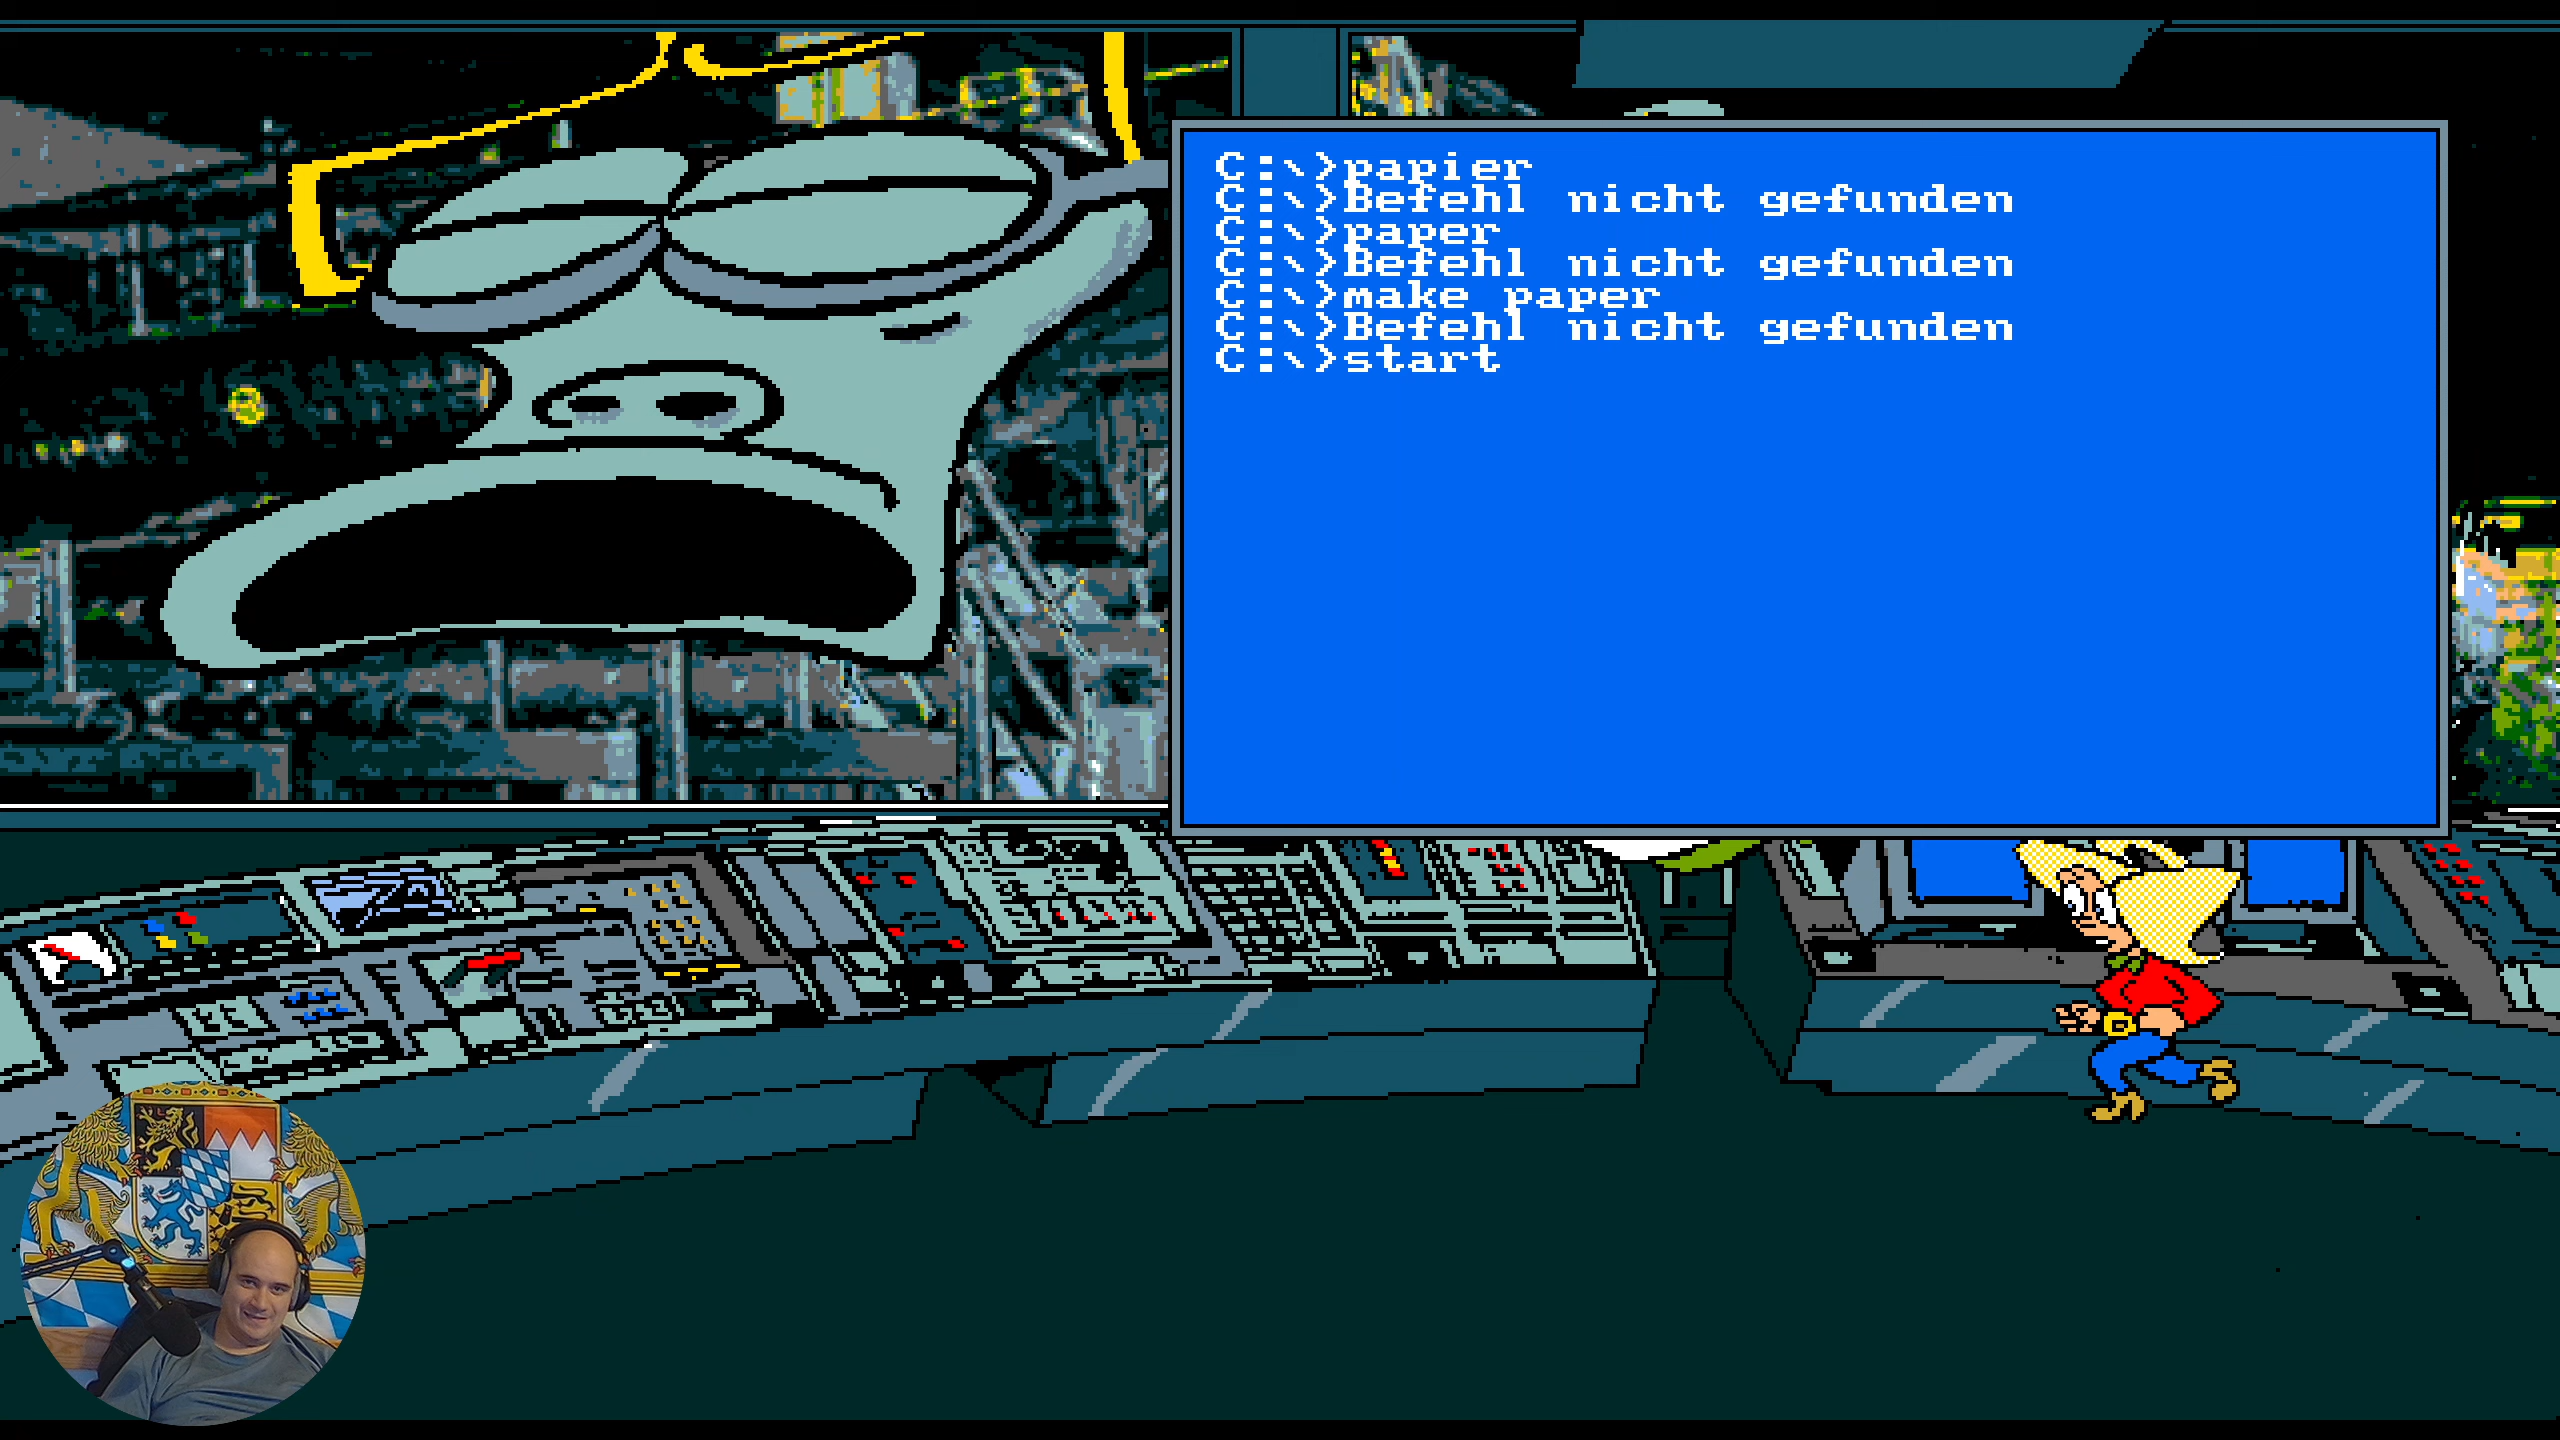 C:\>papier
C:\>Befehl nicht gefunden
C:\>paper
C:\>Befehl nicht gefunden
C:\>make paper
C:\>Befehl nicht gefunden
C:\>start